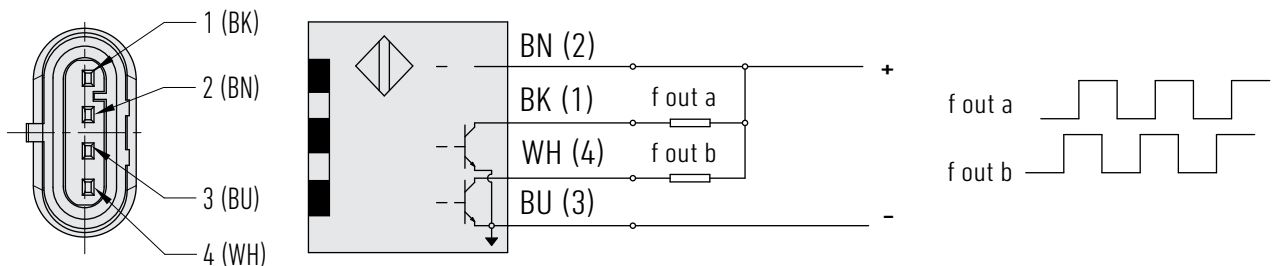 1 (BK)
2 (BN)
3 (BU)
4 (WH)
BN (2)
+
BK (1)
f out a
WH (4)
f out b
BU (3)
-
f out a
f out b